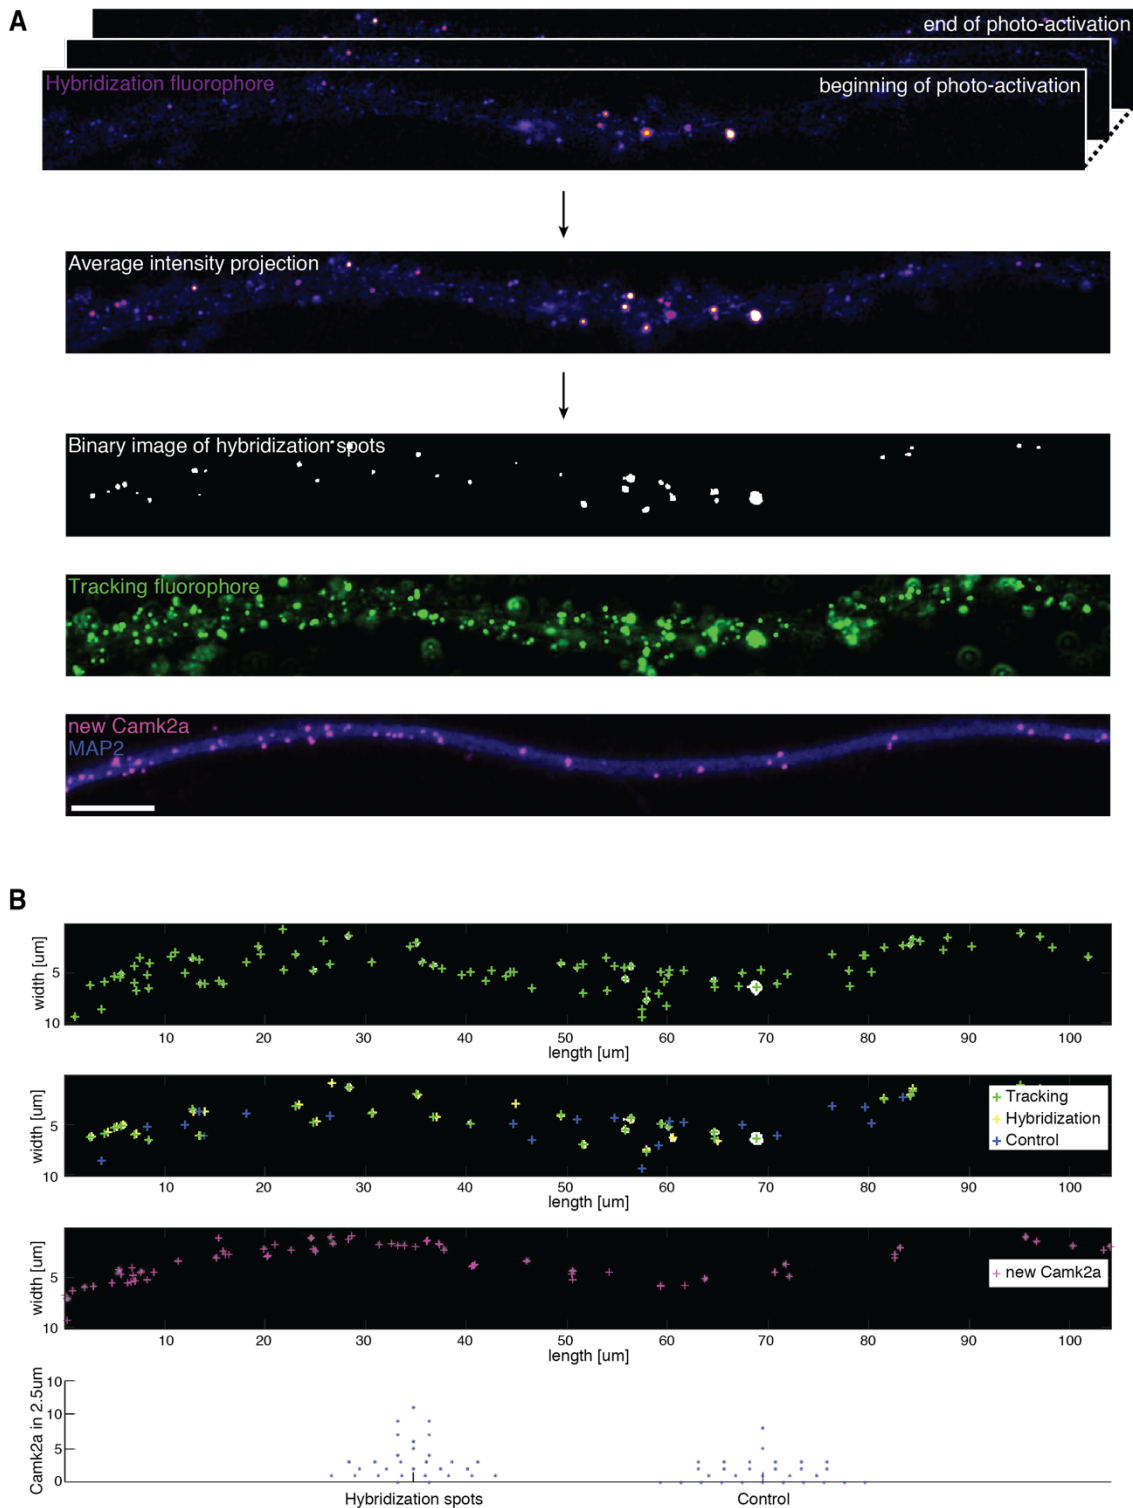 A
end of photo-activation
Hybridization fluorophore
beginning of photo-activation
Average intensity projection
Binary image of hybridization spots
Tracking fluorophore
new Camk2a
MAP2
B
width [um]
5
10
10 20 30 40 50 60 70 80 90 100
length [um]
width [um]
5
10
Tracking
Hybridization
Control
10 20 30 40 50 60 70 80 90 100
length [um]
width [um]
5
10
new Camk2a
10 20 30 40 50 60 70 80 90 100
length [um]
Camk2a in 2.5um
10
10
5
0
Hybridization spots Control